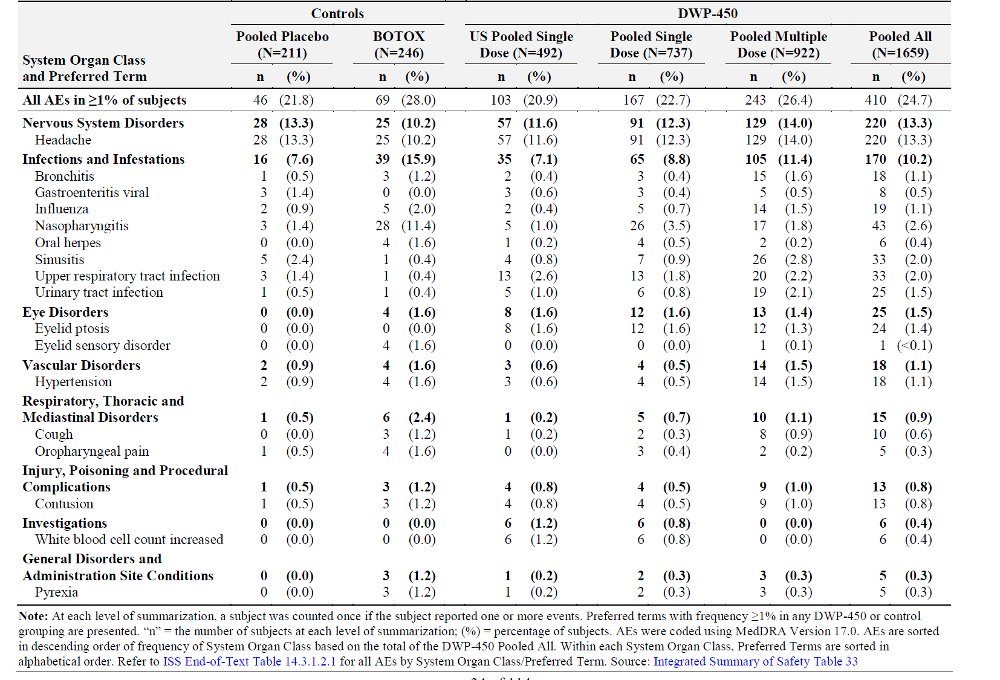 Controls DWP-450
Pooled Placebo BOTOX US Pooled Single Pooled Single Pooled Multiple Pooled All
(N=211) (N=246) Dose (N=492) Dose (N=737) Dose (N=922) (N=1659)
System Organ Class
and Preferred Term n (%) n (%) n (%) n (%) n (%) n (%)
All AEs in ≥1% of subjects 46 (21.8) 69 (28.0) 103 (20.9) 167 (22.7) 243 (26.4) 410 (24.7)
Nervous System Disorders 28 (13.3) 25 (10.2) 57 (11.6) 91 (12.3) 129 (14.0) 220 (13.3)
Headache 28 (13.3) 25 (10.2) 57 (11.6) 91 (12.3) 129 (14.0) 220 (13.3)
Infections and Infestations 16 (7.6) 39 (15.9) 35 (7.1) 65 (8.8) 105 (11.4) 170 (10.2)
Bronchitis 1 (0.5) 3 (1.2) 2 (0.4) 3 (0.4) 15 (1.6) 18 (1.1)
Gastroenteritis viral 3 (1.4) 0 (0.0) 3 (0.6) 3 (0.4) 5 (0.5) 8 (0.5)
Influenza 2 (0.9) 5 (2.0) 2 (0.4) 5 (0.7) 14 (1.5) 19 (1.1)
Nasopharyngitis 3 (1.4) 28 (11.4) 5 (1.0) 26 (3.5) 17 (1.8) 43 (2.6)
Oral herpes 0 (0.0) 4 (1.6) 1 (0.2) 4 (0.5) 2 (0.2) 6 (0.4)
Sinusitis 5 (2.4) 1 (0.4) 4 (0.8) 7 (0.9) 26 (2.8) 33 (2.0)
Upper respiratory tract infection 3 (1.4) 1 (0.4) 13 (2.6) 13 (1.8) 20 (2.2) 33 (2.0)
Urinary tract infection 1 (0.5) 1 (0.4) 5 (1.0) 6 (0.8) 19 (2.1) 25 (1.5)
Eye Disorders 0 (0.0) 4 (1.6) 8 (1.6) 12 (1.6) 13 (1.4) 25 (1.5)
Eyelid ptosis 0 (0.0) 0 (0.0) 8 (1.6) 12 (1.6) 12 (1.3) 24 (1.4)
Eyelid sensory disorder 0 (0.0) 4 (1.6) 0 (0.0) 0 (0.0) 1 (0.1) 1 (<0.1)
Vascular Disorders 2 (0.9) 4 (1.6) 3 (0.6) 4 (0.5) 14 (1.5) 18 (1.1)
Hypertension 2 (0.9) 4 (1.6) 3 (0.6) 4 (0.5) 14 (1.5) 18 (1.1)
Respiratory, Thoracic and
Mediastinal Disorders 1 (0.5) 6 (2.4) 1 (0.2) 5 (0.7) 10 (1.1) 15 (0.9)
Cough 0 (0.0) 3 (1.2) 1 (0.2) 2 (0.3) 8 (0.9) 10 (0.6)
Oropharyngeal pain 1 (0.5) 4 (1.6) 0 (0.0) 3 (0.4) 2 (0.2) 5 (0.3)
Injury, Poisoning and Procedural
Complications 1 (0.5) 3 (1.2) 4 (0.8) 4 (0.5) 9 (1.0) 13 (0.8)
Contusion 1 (0.5) 3 (1.2) 4 (0.8) 4 (0.5) 9 (1.0) 13 (0.8)
Investigations 0 (0.0) 0 (0.0) 6 (1.2) 6 (0.8) 0 (0.0) 6 (0.4)
White blood cell count increased 0 (0.0) 0 (0.0) 6 (1.2) 6 (0.8) 0 (0.0) 6 (0.4)
General Disorders and
Administration Site Conditions 0 (0.0) 3 (1.2) 1 (0.2) 2 (0.3) 3 (0.3) 5 (0.3)
Pyrexia 0 (0.0) 3 (1.2) 1 (0.2) 2 (0.3) 3 (0.3) 5 (0.3)
Note: At each level of summarization, a subject was counted once if the subject reported one or more events. Preferred terms with frequency ≥1% in any DWP-450 or control
grouping are presented. “n” = the number of subjects at each level of summarization; (%) = percentage of subjects. AEs were coded using MedDRA Version 17.0. AEs are sorted
in descending order of frequency of System Organ Class based on the total of the DWP-450 Pooled All. Within each System Organ Class, Preferred Terms are sorted in
alphabetical order. Refer to ISS End-of-Text Table 14.3.1.2.1 for all AEs by System Organ Class/Preferred Term. Source: Integrated Summary of Safety Table 33